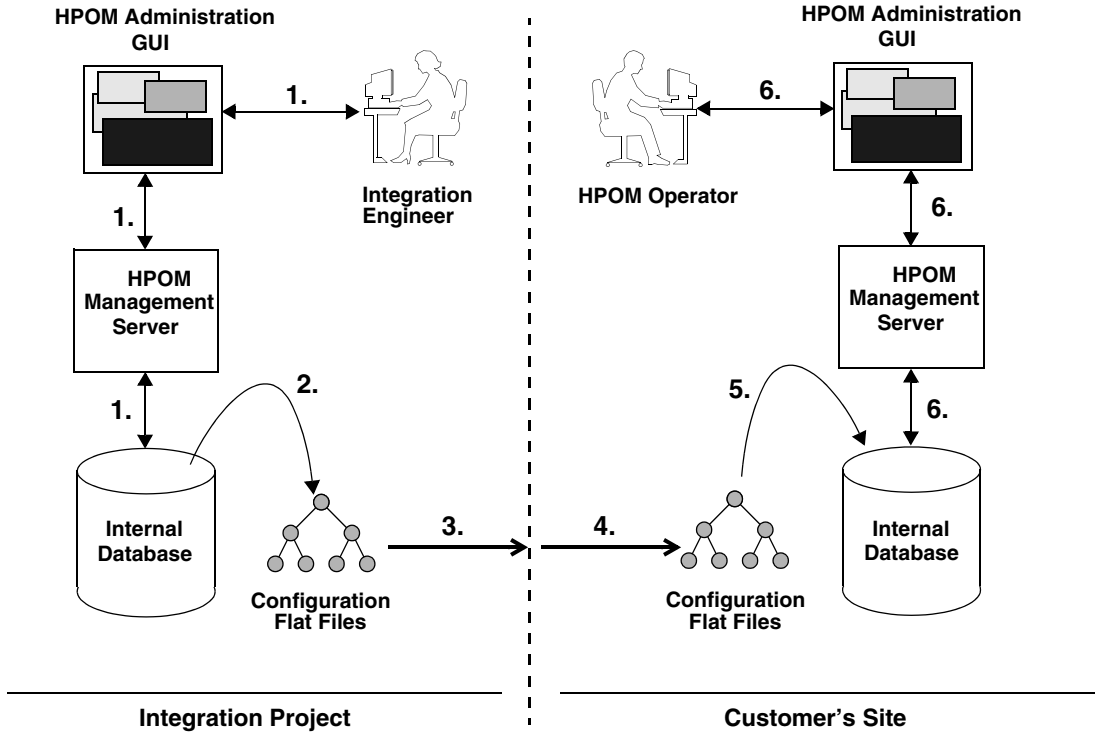 HPOM Administration
GUI
1.
Integration
Engineer
1.
HPOM
Management
Server
1.
2.
Internal
Database
Configuration
Flat Files
3.
Integration Project
HPOM Administration
GUI
6.
HPOM Operator
6.
HPOM
Management
Server
5.
6.
4.
Configuration
Flat Files
Internal
Database
Customer's Site